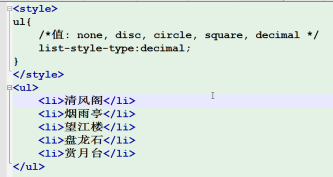 <style>
ul{
/*值: none, disc, circle, square, decimal */
list-style-type:decimal;
}
</style>
<ul>
<li>清风阁</li>
<li>烟雨亭</li>
<li>望江楼</li>
<li>盘龙石</li>
<li>赏月台</li>
</ul>